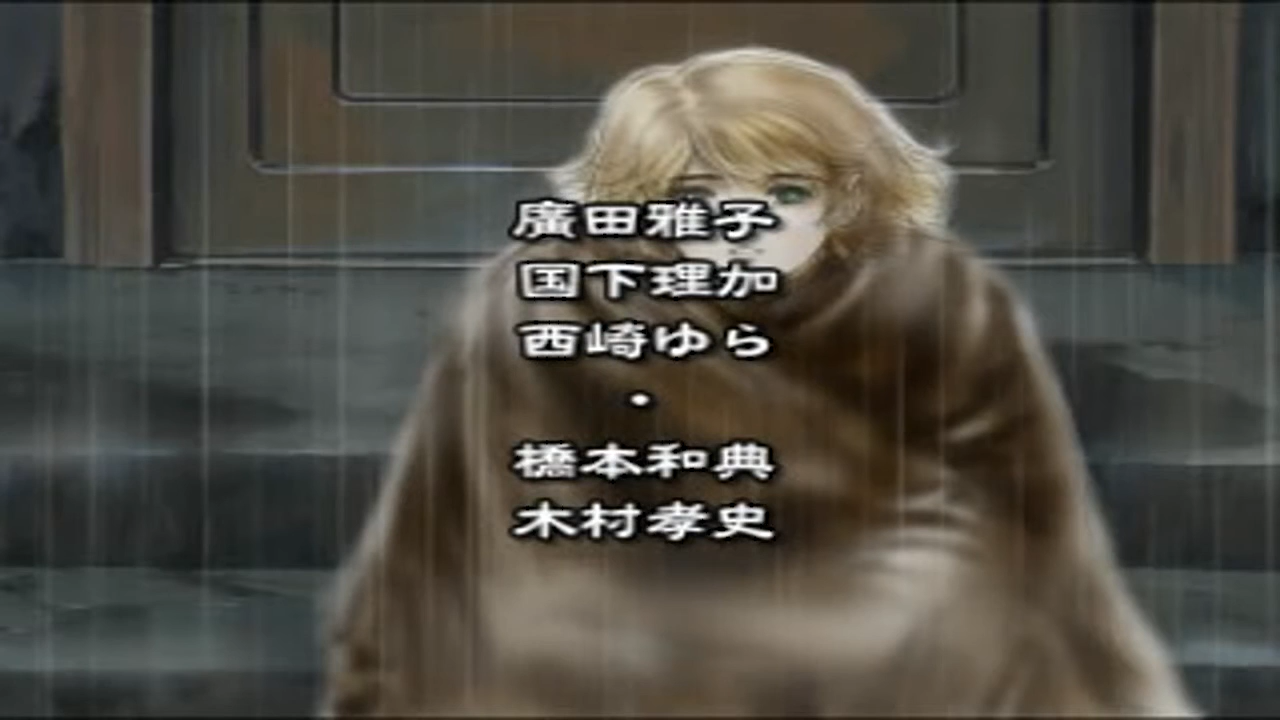 廣田雅子
国下理加
西崎ゆら
・
橋本和典
木村孝史